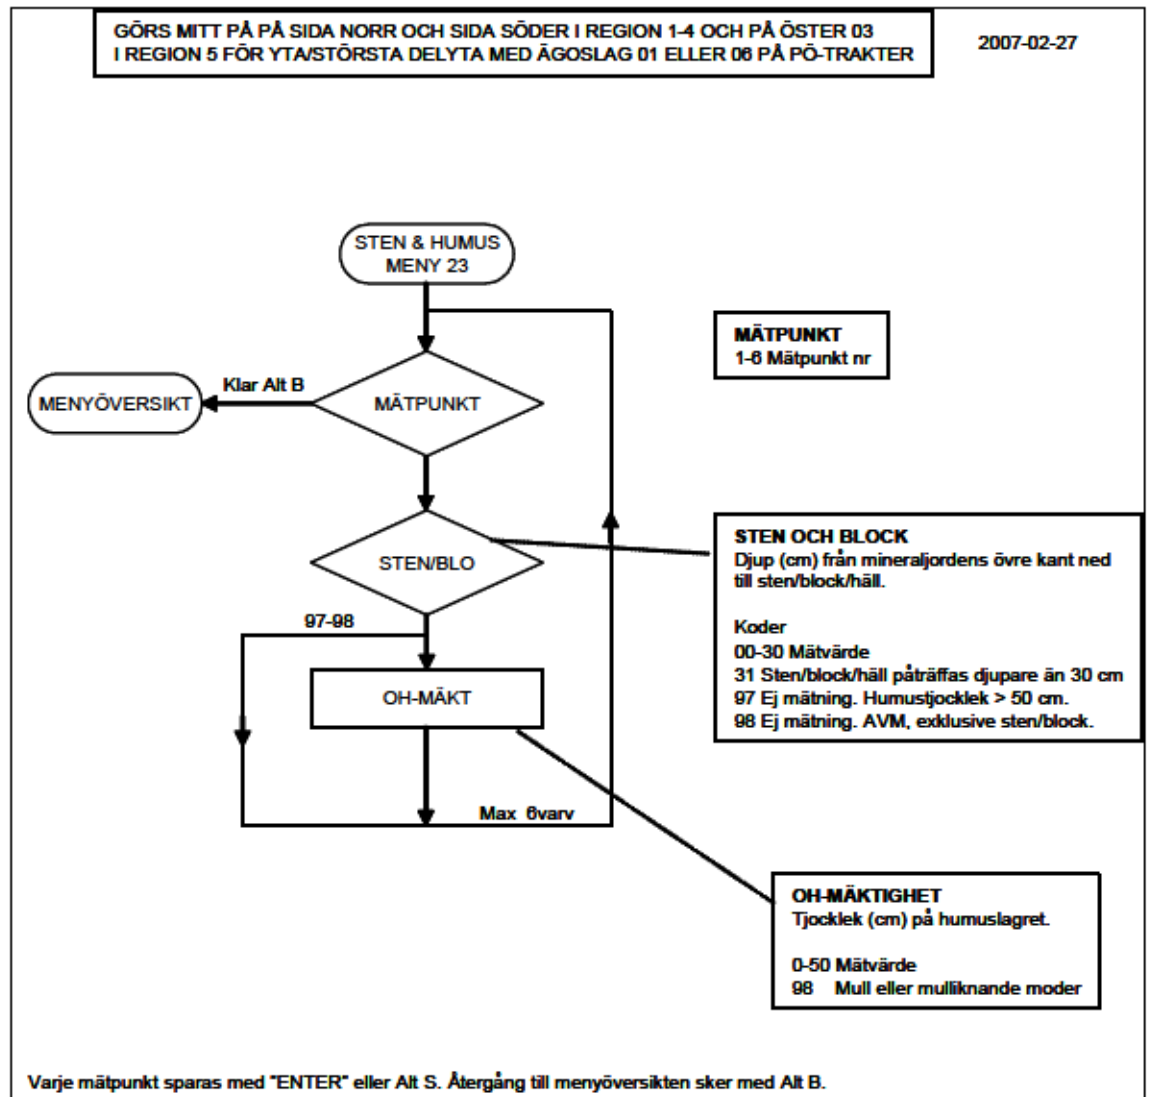 GÖRS MITT PÅ PÅ SIDA NORR OCH SIDA SÖDER I REGION 1-4 OCH PÅ ÖSTER 03
I REGION 5 FÖR YTA/STÖRSTA DELYTA MED ÄGOSLAG 01 ELLER 06 PÅ PÖ-TRAKTER
2007-02-27
STEN & HUMUS
MENY 23
MÄTPUNKT
1-6 Mätpunkt nr
Klar Alt B
MENYÖVERSIKT
MÄTPUNKT
STEN/BLO
STEN OCH BLOCK
Djup (cm) från mineraljordens övre kant ned
till sten/block/häll.
Koder
00-30 Mätvärde
31 Sten/block/häll påträffas djupare än 30 cm
97 Ej mätning. Humustjocklek > 50 cm.
98 Ej mätning. AVM, exklusive sten/block.
97-98
OH-MÄKT
Max 6varv
OH-MÄKTIGHET
Tjocklek (cm) på humuslagret.
0-50 Mätvärde
98 Mull eller mulliknande moder
Varje mätpunkt sparas med "ENTER" eller Alt S. Återgång till menyöversikten sker med Alt B.